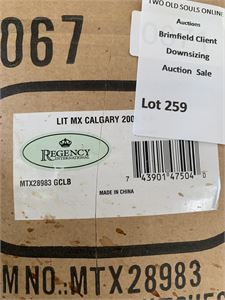 067
TWO OLD SOULS ONLINE
Auctions
Brimfield Client
Downsizing
Auction Sale
Lot 259
LIT MX CALGARY 200
REGENCY
INTERNATIONAL
MTX28983 GCLB
7 43901 47504 0
MADE IN CHINA
M NO.:MTX28983